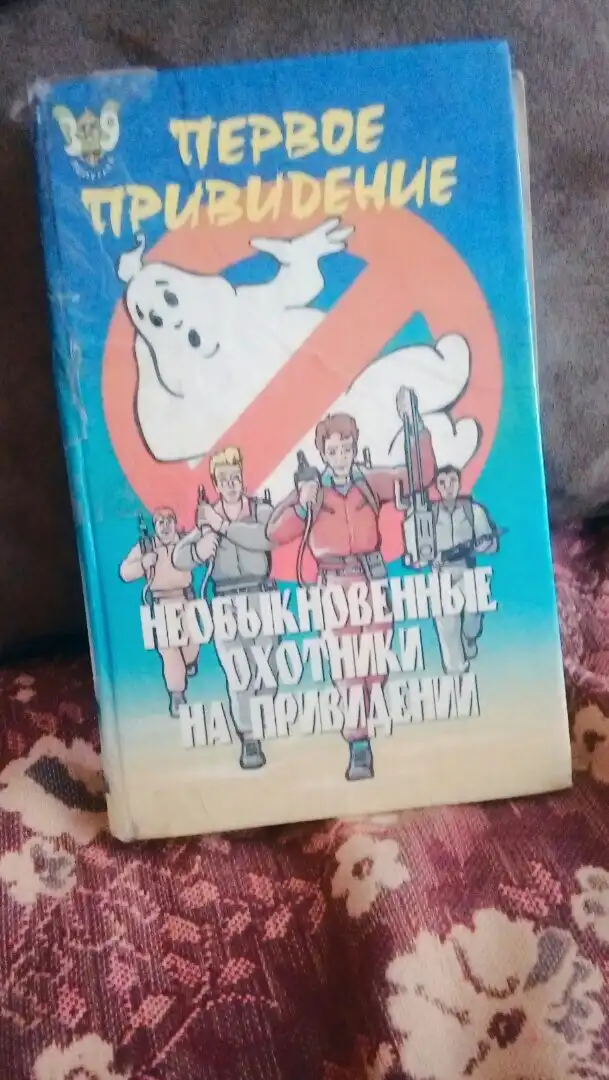 ПЕРВОЕ
ПРИВИДЕНИЕ
НЕОБЫКНОВЕННЫЕ
ОХОТНИКИ
НА ПРИВИДЕНИЙ